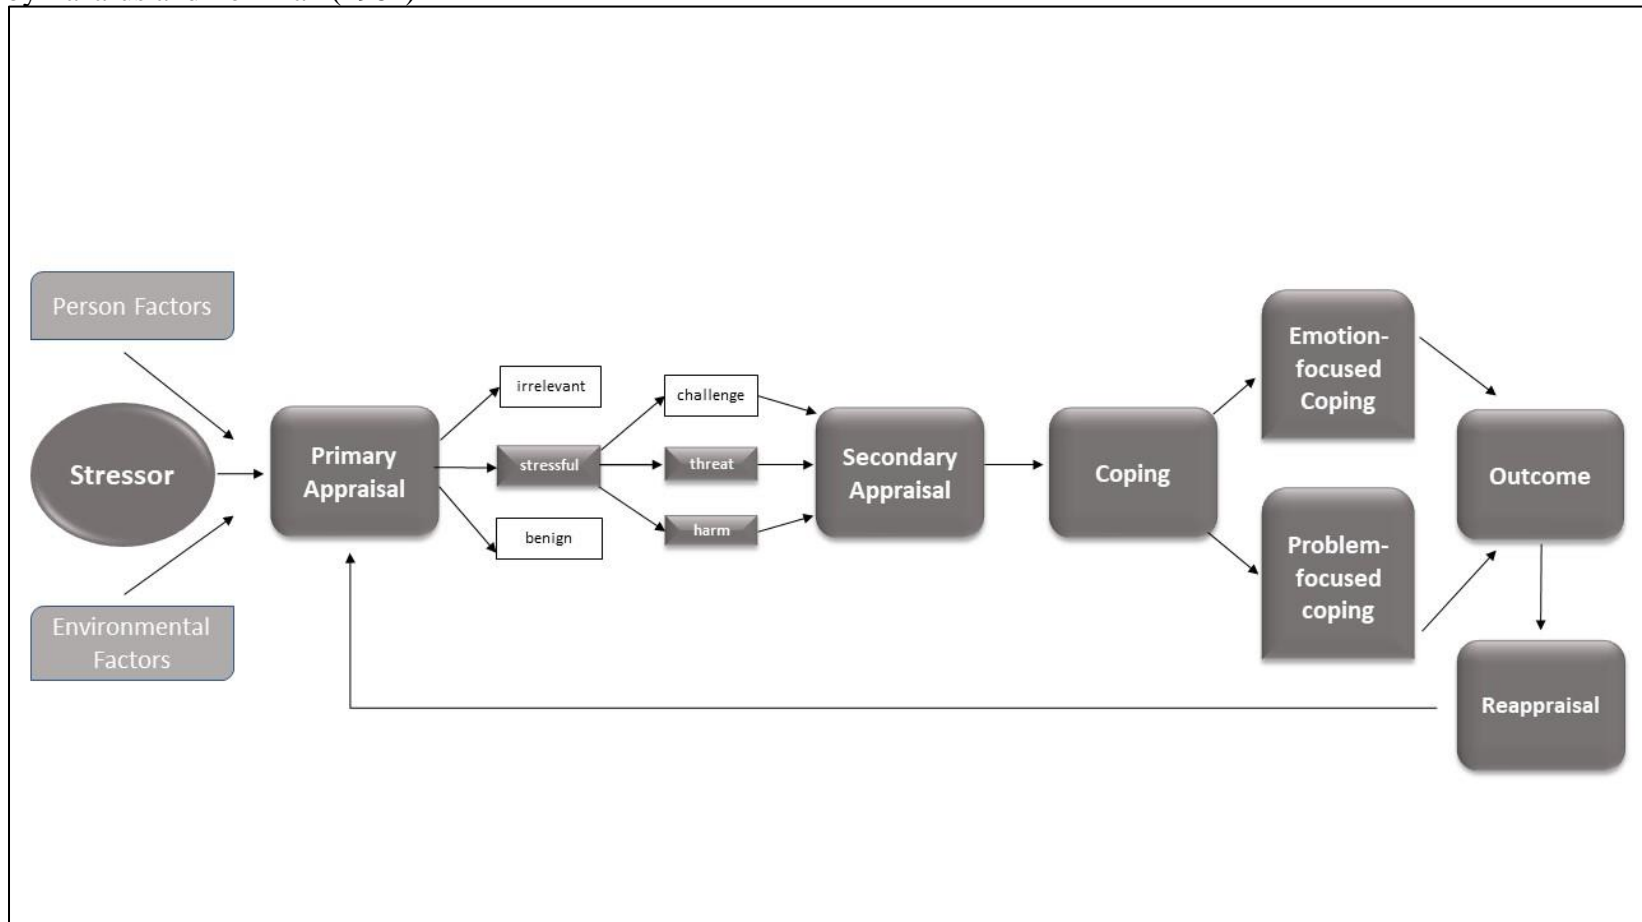 Person Factors
Stressor
Environmental
Factors
Primary
Appraisal
irrelevant
stressful
benign
challenge
threat
harm
Secondary
Appraisal
Coping
Emotion-
focused
Coping
Problem-
focused
coping
Outcome
Reappraisal